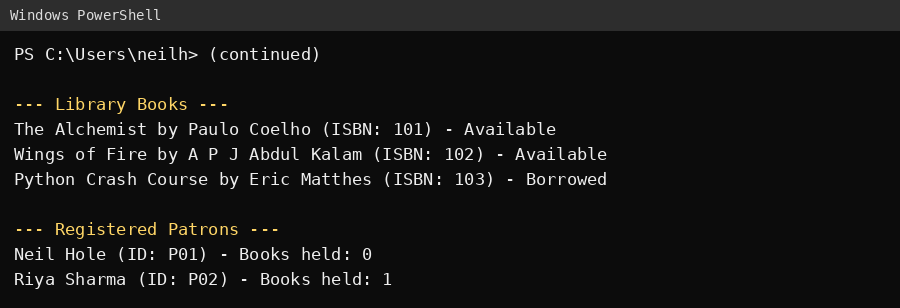 Windows PowerShell
PS C:\Users\neilh> (continued)
--- Library Books ---
The Alchemist by Paulo Coelho (ISBN: 101) - Available
Wings of Fire by A P J Abdul Kalam (ISBN: 102) - Available
Python Crash Course by Eric Matthes (ISBN: 103) - Borrowed
--- Registered Patrons ---
Neil Hole (ID: P01) - Books held: 0
Riya Sharma (ID: P02) - Books held: 1